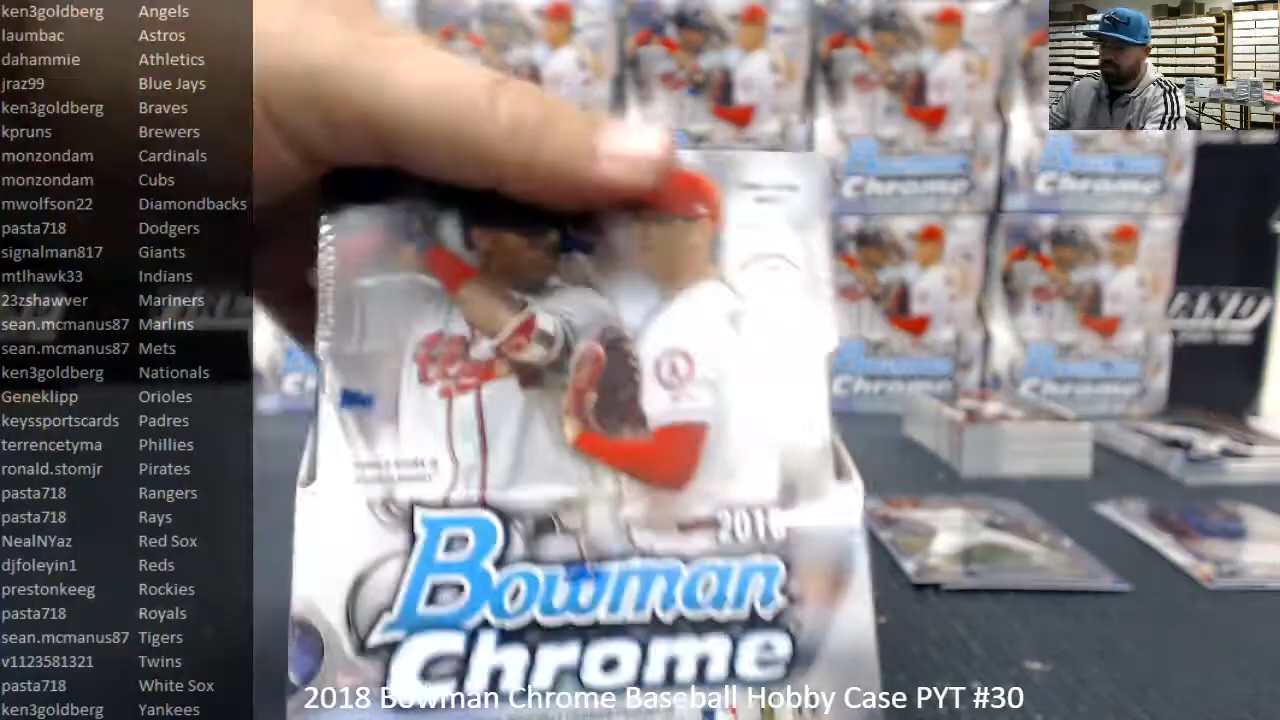 ken3goldberg Angels
laumbac Astros
dahammie Athletics
jraz99 Blue Jays
ken3goldberg Braves
kpruns Brewers
monzondam Cardinals
monzondam Cubs
mwolfson22 Diamondbacks
pasta718 Dodgers
signalman817 Giants
mtlhawk33 Indians
23zshawver Mariners
sean.mcmanus87 Marlins
sean.mcmanus87 Mets
ken3goldberg Nationals
Geneklipp Orioles
keyssportscards Padres
terrencetyma Phillies
ronald.stomjr Pirates
pasta718 Rangers
pasta718 Rays
NealNYaz Red Sox
djfoleyin1 Reds
prestonkeeg Rockies
pasta718 Royals
sean.mcmanus87 Tigers
v1123581321 Twins
pasta718 White Sox
ken3goldberg Yankees
Bowman
Chrome
Bowman
Chrome
Bowman
Chrome
Bowman
Chrome
2018
Bowman
Chrome
2018 Bowman Chrome Baseball Hobby Case PYT #30